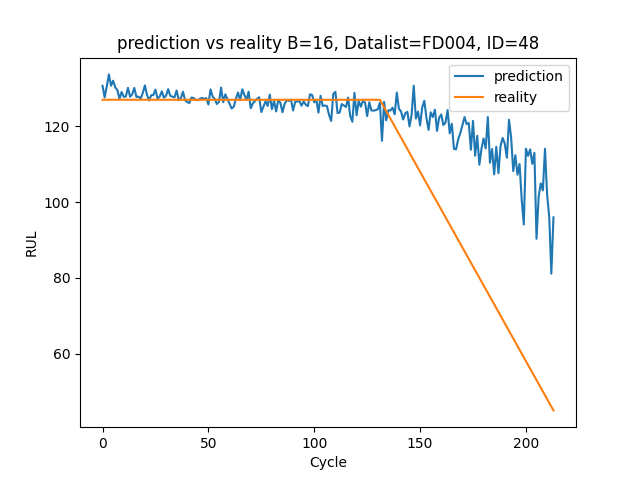 prediction vs reality B=16, Datalist=FD004, ID=48
prediction
reality
120
100
80
60
RUL
0 50 100 150 200
Cycle